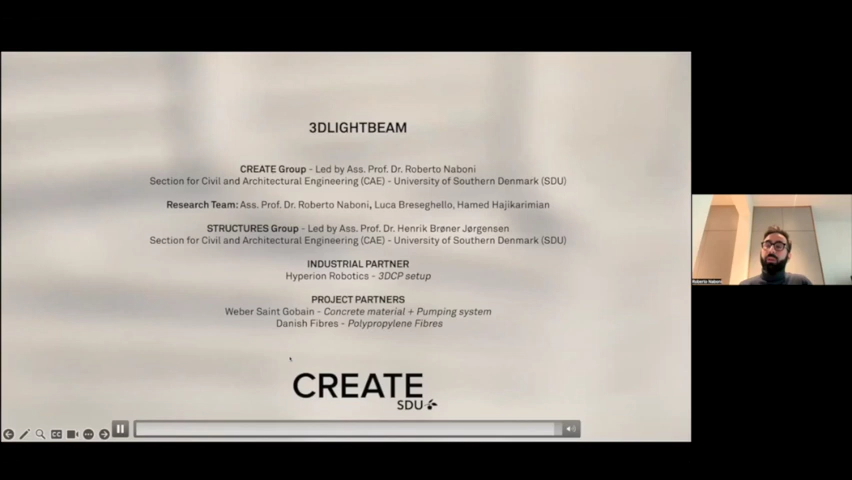 3DLIGHTBEAM
CREATE Group - Led by Ass. Prof. Dr. Roberto Naboni
Section for Civil and Architectural Engineering (CAE) - University of Southern Denmark (SDU)
Research Team: Ass. Prof. Dr. Roberto Naboni, Luca Breseghello, Hamed Hajikarimian
STRUCTURES Group - Led by Ass. Prof. Dr. Henrik Brøner Jørgensen
Section for Civil and Architectural Engineering (CAE) - University of Southern Denmark (SDU)
INDUSTRIAL PARTNER
Hyperion Robotics - 3DCP setup
PROJECT PARTNERS
Weber Saint Gobain - Concrete material + Pumping system
Danish Fibres - Polypropylene Fibres
CREATE
SDU
CC
Roberto Naboni